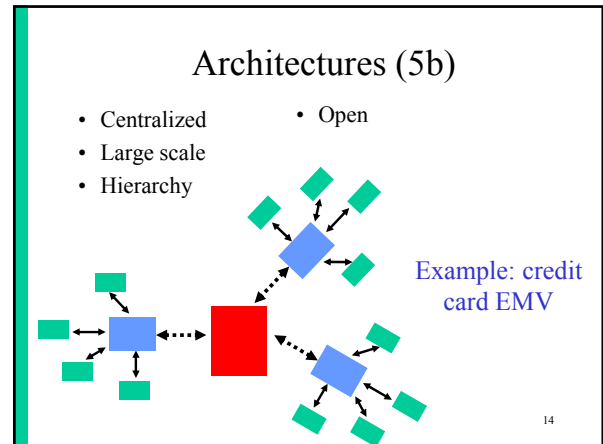 Architectures (5b)
• Centralized
• Large scale
• Hierarchy
• Open
Example: credit
card EMV
14